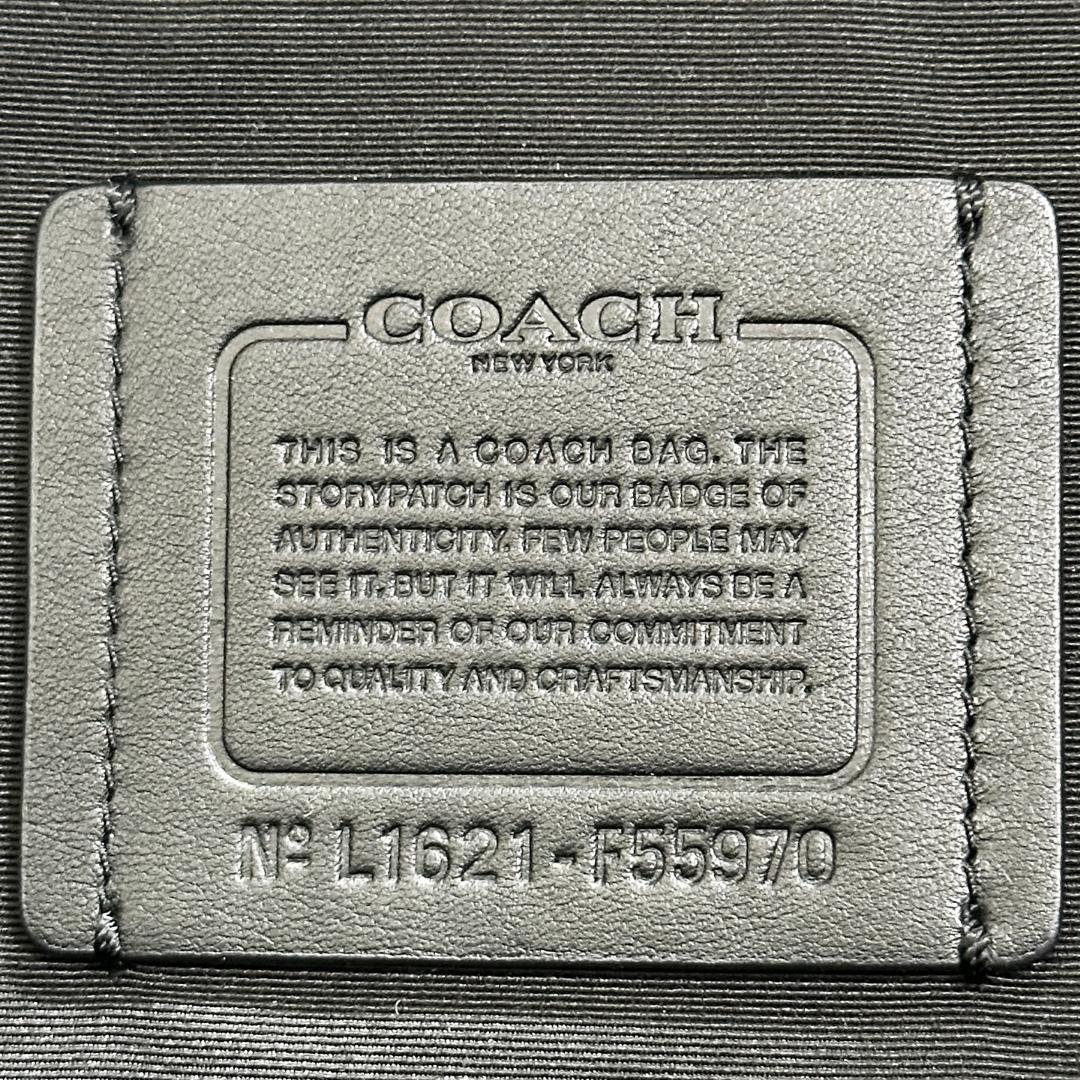 COACH
NEW YORK
THIS IS A COACH BAG. THE
STORYPATCH IS OUR BADGE OF
AUTHENTICITY. FEW PEOPLE MAY
SEE IT. BUT IT WILL ALWAYS BE A
REMINDER OF OUR COMMITMENT
TO QUALITY AND CRAFTSMANSHIP.
Nº L1621-F55970